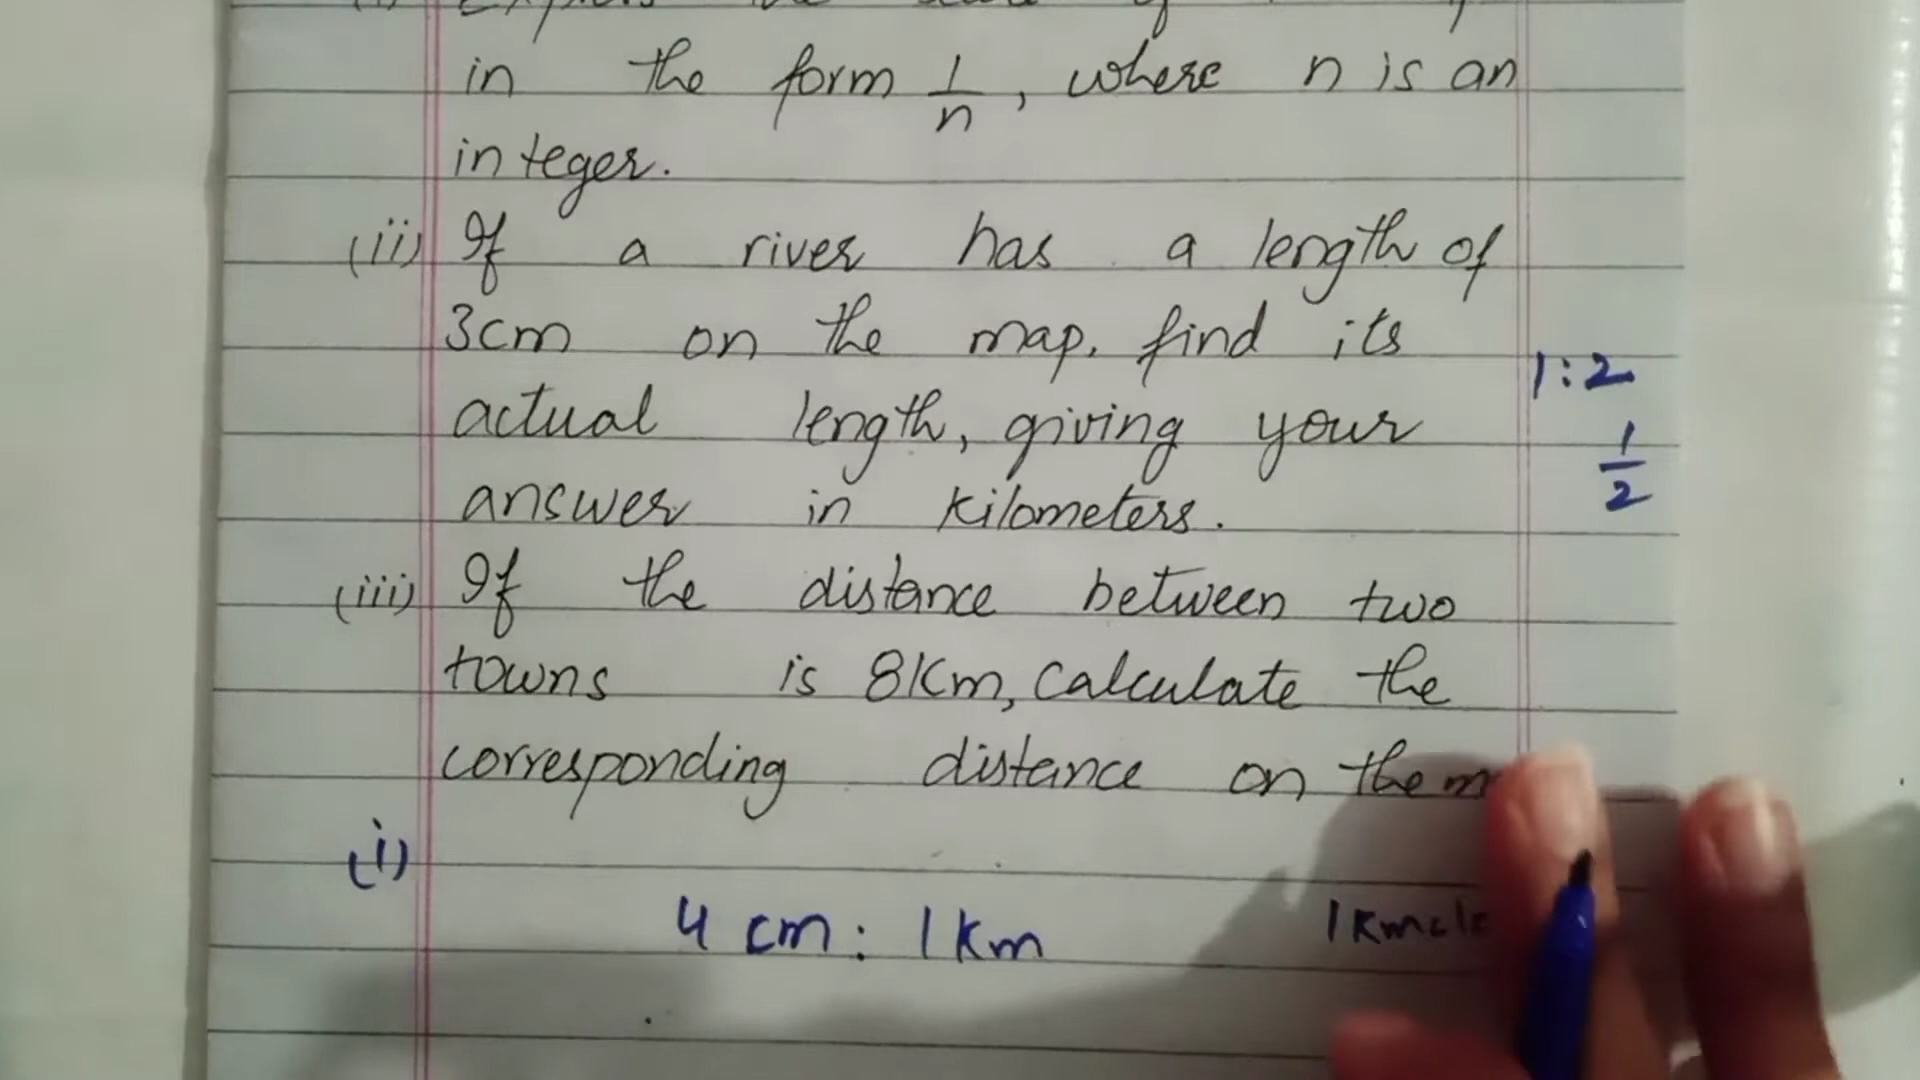 in the form 1/n, where n is an
integer.
(ii) If a river has a length of
3cm on the map. find its
actual length, giving your
answer in kilometers.
(iii) If the distance between two
towns is 8Km, calculate the
corresponding distance on the
1:2
1/2
(i)
4 cm : 1 km
1 Km